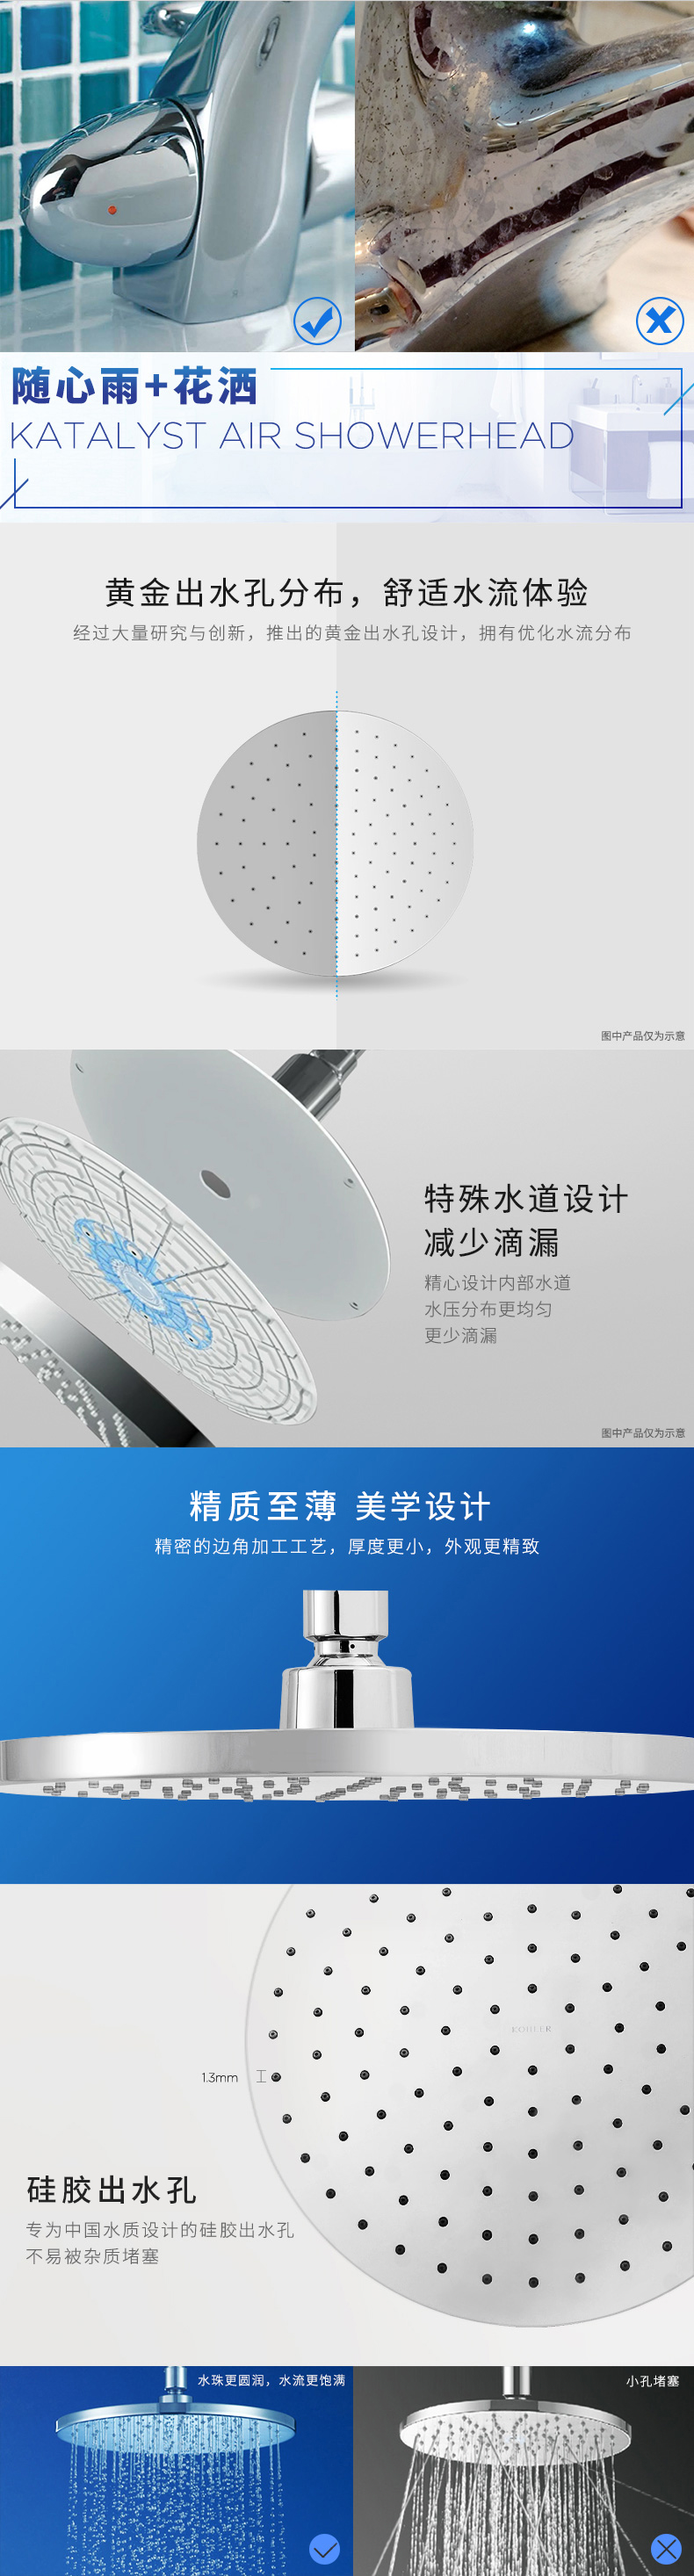 随心雨+花洒
KATALYST AIR SHOWERHEAD
黄金出水孔分布，舒适水流体验
经过大量研究与创新，推出的黄金出水孔设计，拥有优化水流分布
图中产品仅为示意
特殊水道设计
减少滴漏
精心设计内部水道
水压分布更均匀
更少滴漏
图中产品仅为示意
精质至薄 美学设计
精密的边角加工工艺，厚度更小，外观更精致
KOHLER
1.3mm
硅胶出水孔
专为中国水质设计的硅胶出水孔
不易被杂质堵塞
水珠更圆润，水流更饱满
小孔堵塞